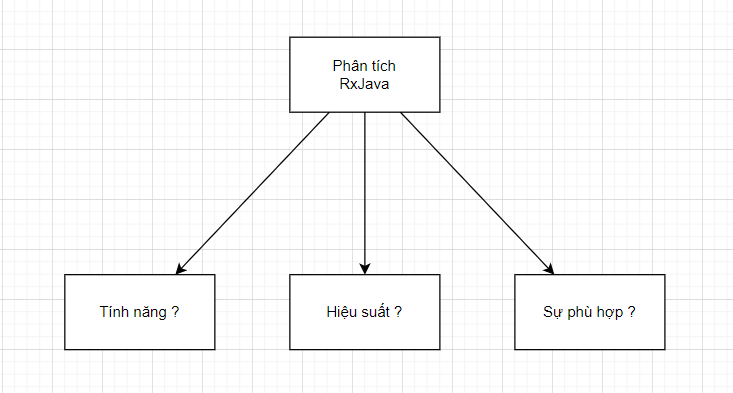 Phân tích
RxJava
Tính năng ?
Hiệu suất ?
Sự phù hợp ?